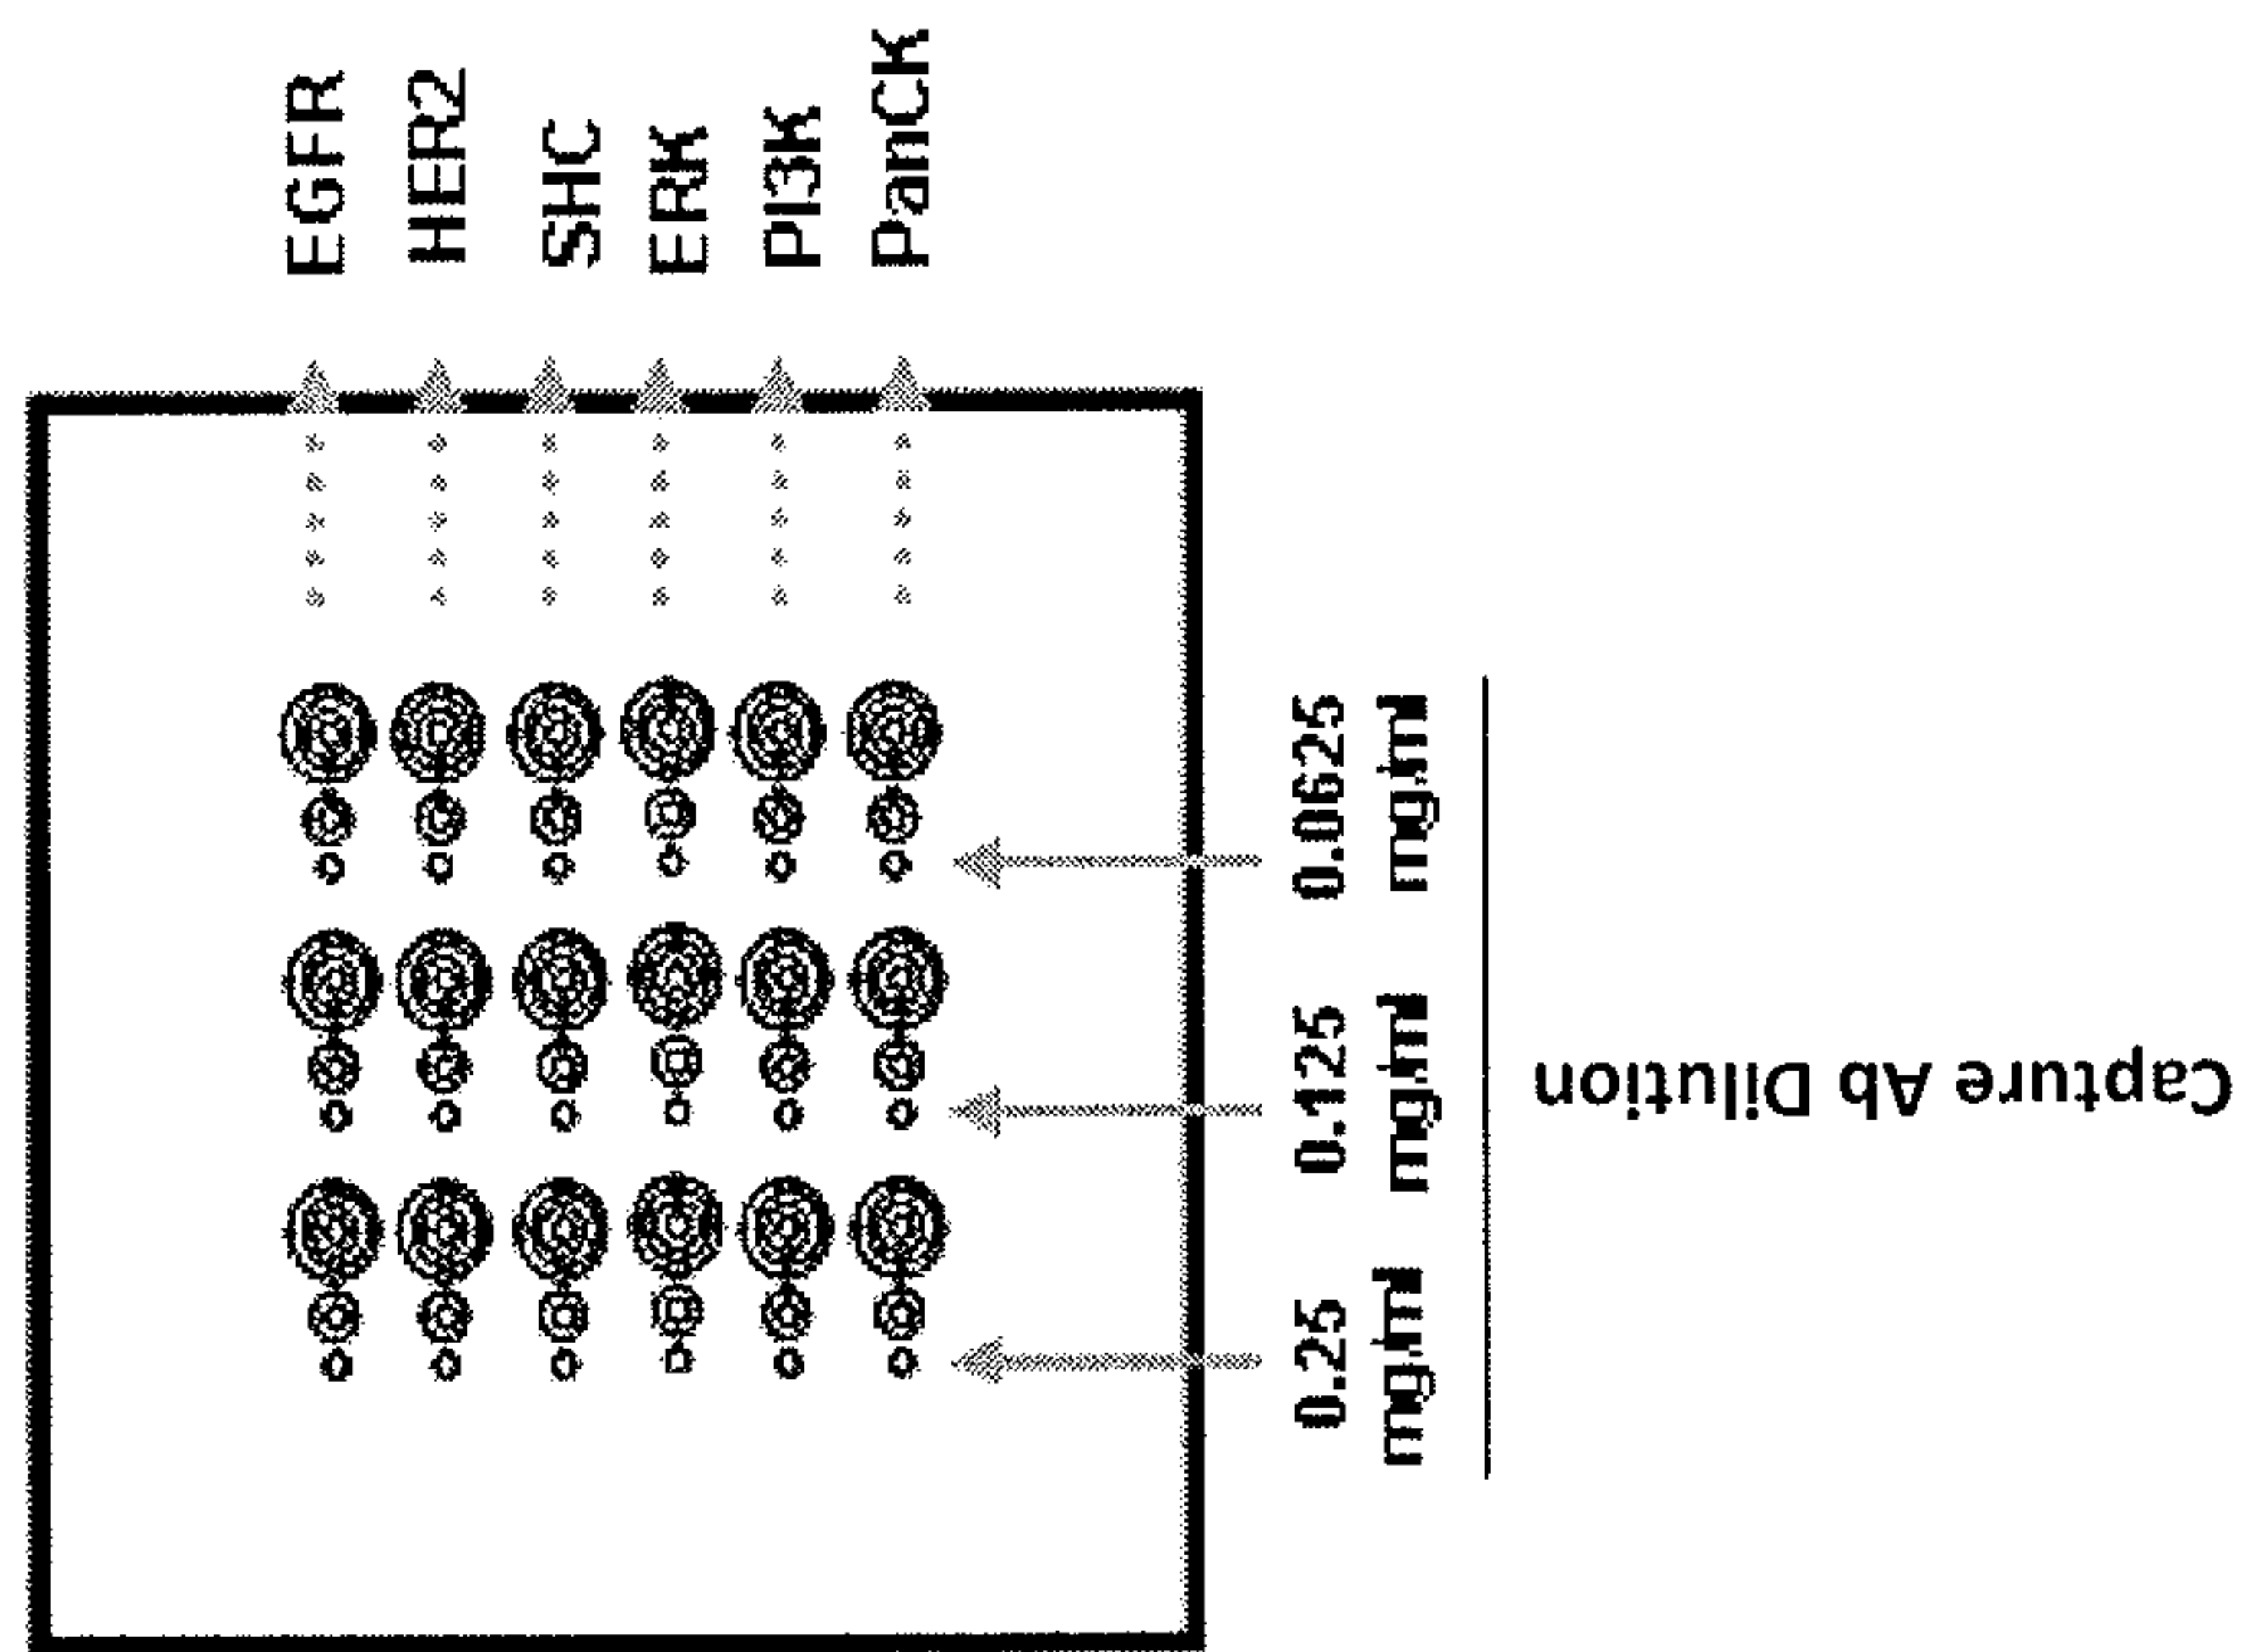 EGFR
HER2
SHC
ERK
PI3K
PanCK
0.25
mg/ml
0.125
mg/ml
0.0625
mg/ml
Capture Ab Dilution